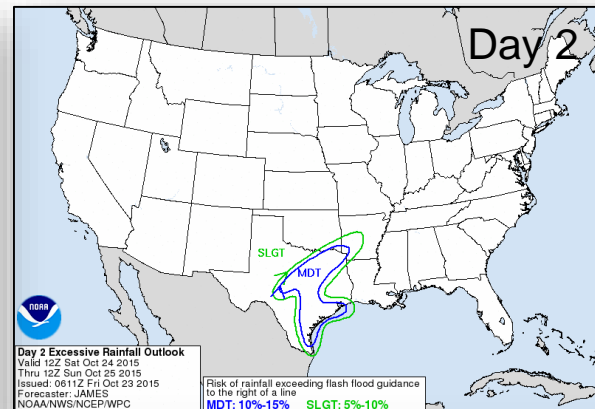 Day 2
SLGT
MDT
NOAA
Day 2 Excessive Rainfall Outlook
Valid 12Z Sat Oct 24 2015
Thru 12Z Sun Oct 25 2015
Issued: 0611Z Fri Oct 23 2015
Forecaster: JAMES
NOAA/NWS/NCEP/WPC
Risk of rainfall exceeding flash flood guidance
to the right of a line
MDT: 10%-15% SLGT: 5%-10%